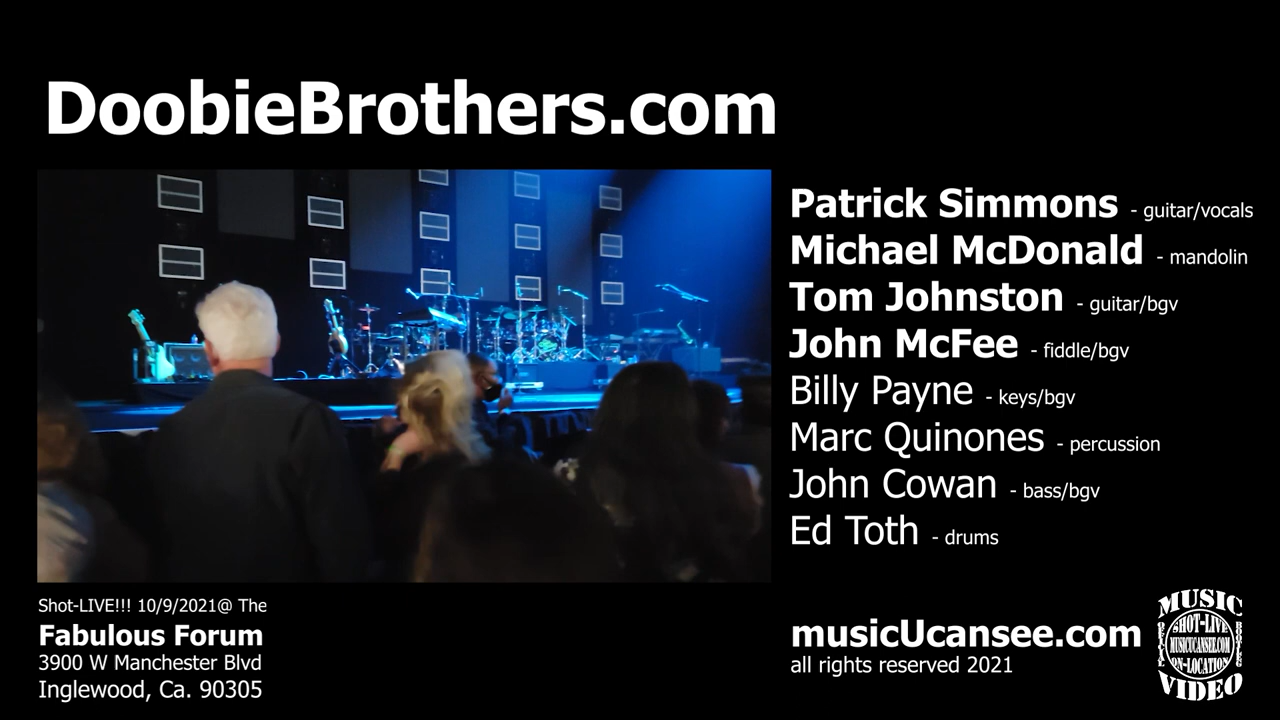 DoobieBrothers.com
Patrick Simmons - guitar/vocals
Michael McDonald - mandolin
Tom Johnston - guitar/bgv
John McFee - fiddle/bgv
Billy Payne - keys/bgv
Marc Quinones - percussion
John Cowan - bass/bgv
Ed Toth - drums
Shot-LIVE!!! 10/9/2021@ The
Fabulous Forum
3900 W Manchester Blvd
Inglewood, Ca. 90305
musicUcansee.com
all rights reserved 2021
MUSIC
SHOT-LIVE
MUSICUCANSEE.COM
ON-LOCATION
VIDEO